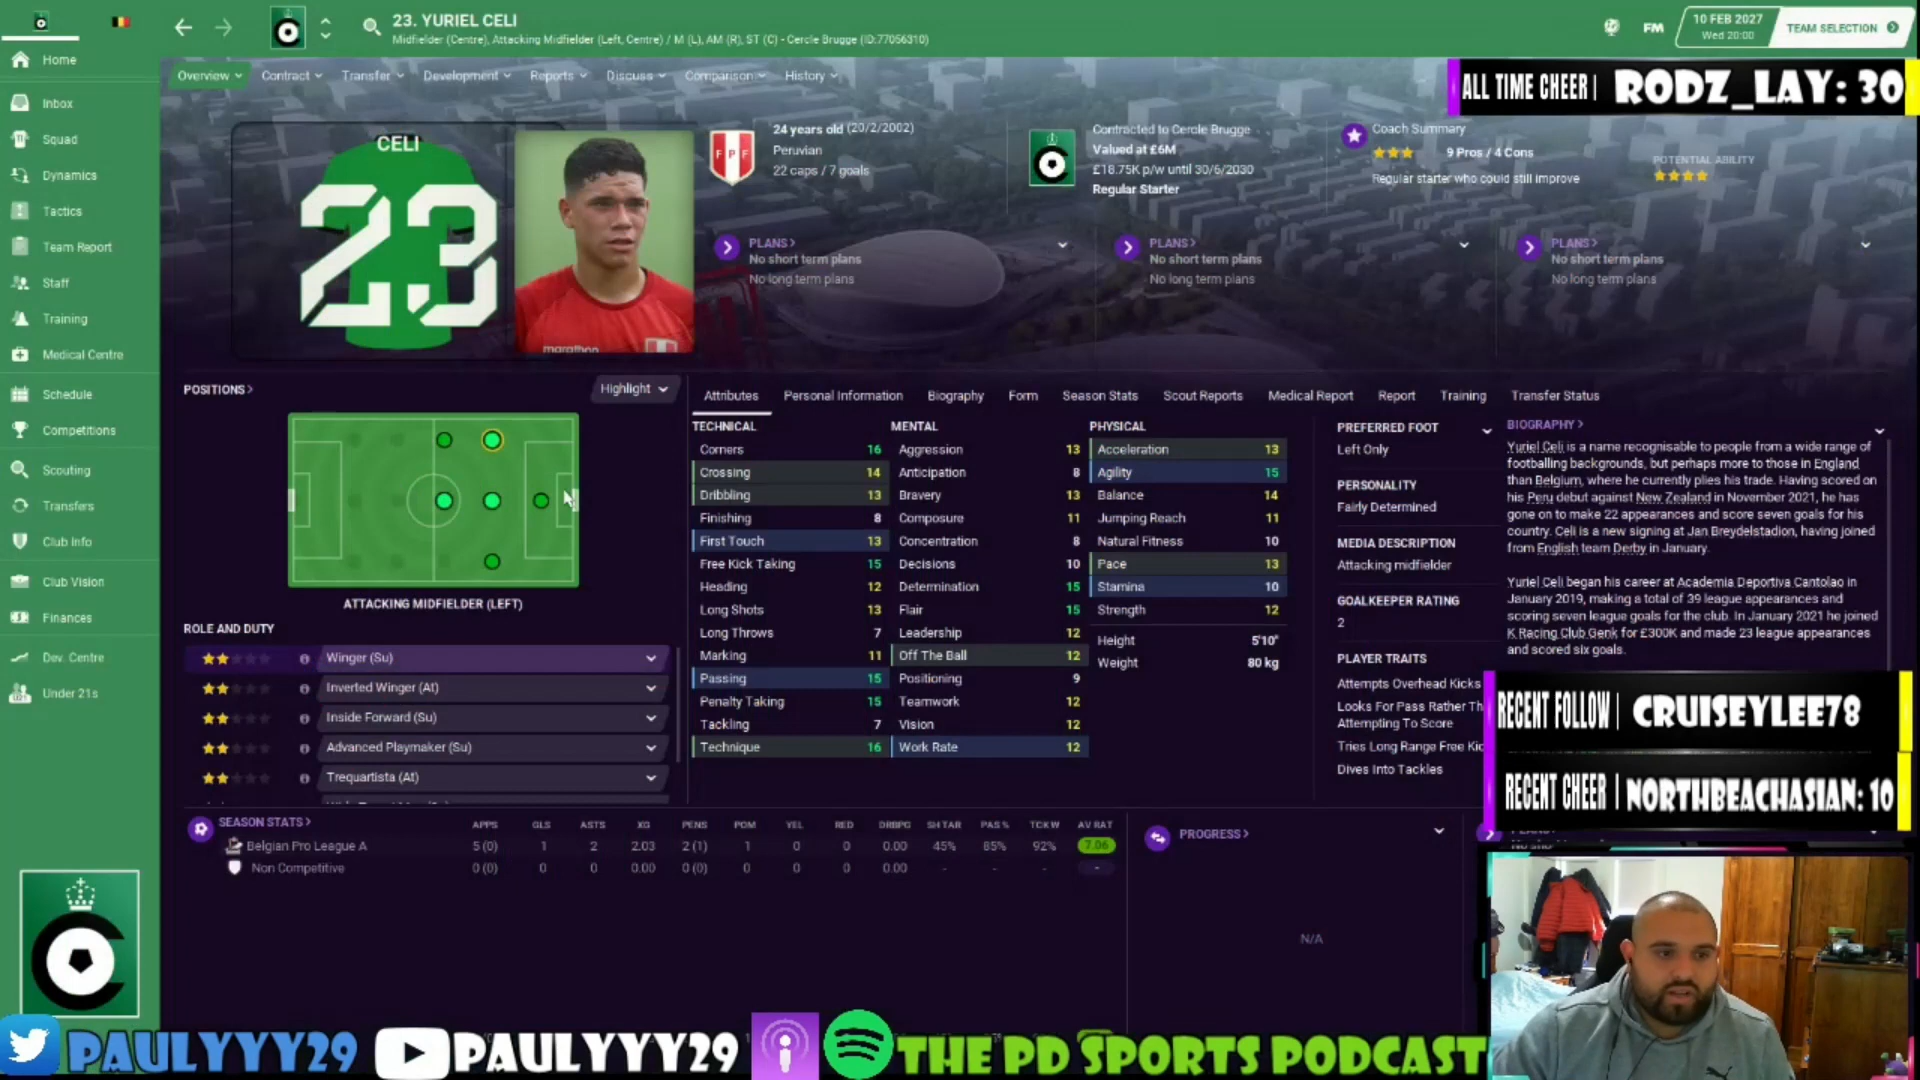 23. YURIEL CELI
Midfielder (Centre), Attacking Midfielder (Left, Centre) / M (L), AM (R), ST (C) - Cercle Brugge (ID:77056310)
FM
10 FEB 2027
Wed 20:00
TEAM SELECTION
Home
Inbox
Squad
Dynamics
Tactics
Team Report
Staff
Training
Medical Centre
Schedule
Competitions
Scouting
Transfers
Club Info
Club Vision
Finances
Dev. Centre
Under 21s
Overview Contract Transfer Development Reports Discuss Comparison History
ALL TIME CHEER | RODZ_LAY: 30
CELI
23
marathon
FPF
24 years old (20/2/2002)
Peruvian
22 caps / 7 goals
Contracted to Cercle Brugge
Valued at £6M
£18.75K p/w until 30/6/2030
Regular Starter
Coach Summary
9 Pros / 4 Cons
Regular starter who could still improve
POTENTIAL ABILITY
PLANS>
No short term plans
No long term plans
PLANS>
No short term plans
No long term plans
PLANS>
No short term plans
No long term plans
POSITIONS>
Highlight
ATTACKING MIDFIELDER (LEFT)
ROLE AND DUTY
Winger (Su)
Inverted Winger (At)
Inside Forward (Su)
Advanced Playmaker (Su)
Trequartista (At)
Attributes Personal Information Biography Form Season Stats Scout Reports Medical Report Report Training Transfer Status
TECHNICAL
Corners 16
Crossing 14
Dribbling 13
Finishing 8
First Touch 13
Free Kick Taking 15
Heading 12
Long Shots 13
Long Throws 7
Marking 11
Passing 15
Penalty Taking 15
Tackling 7
Technique 16
MENTAL
Aggression 13
Anticipation 8
Bravery 13
Composure 11
Concentration 8
Decisions 10
Determination 15
Flair 15
Leadership 12
Off The Ball 12
Positioning 9
Teamwork 12
Vision 12
Work Rate 12
PHYSICAL
Acceleration 13
Agility 15
Balance 14
Jumping Reach 11
Natural Fitness 10
Pace 13
Stamina 10
Strength 12
Height 5'10"
Weight 80 kg
PREFERRED FOOT
Left Only
PERSONALITY
Fairly Determined
MEDIA DESCRIPTION
Attacking midfielder
GOALKEEPER RATING
2
PLAYER TRAITS
Attempts Overhead Kicks
Looks For Pass Rather Th
Attempting To Score
Tries Long Range Free Kic
Dives Into Tackles
BIOGRAPHY>
Yuriel Celi is a name recognisable to people from a wide range of
footballing backgrounds, but perhaps more to those in England
than Belgium, where he currently plies his trade. Having scored on
his Peru debut against New Zealand in November 2021, he has
gone on to make 22 appearances and score seven goals for his
country. Celi is a new signing at Jan Breydelstadion, having joined
from English team Derby in January.
Yuriel Celi began his career at Academia Deportiva Cantolao in
January 2019, making a total of 39 league appearances and
scoring seven league goals for the club. In January 2021 he joined
K Racing Club Genk for £300K and made 23 league appearances
and scored six goals.
RECENT FOLLOW | CRUISEYLEE78
RECENT CHEER | NORTHBEACHASIAN: 10
SEASON STATS> APPS GLS ASTS XG PENS POM YEL RED DRBPG SH TAR PAS % TCK W AV RAT
Belgian Pro League A 5 (0) 1 2 2.03 2 (1) 1 0 0 0.00 45% 85% 92% 7.06
Non Competitive 0 (0) 0 0 0.00 0 (0) 0 0 0 0.00 - - - -
PROGRESS>
N/A
C
PAULYYY29 PAULYYY29 THE PD SPORTS PODCAST